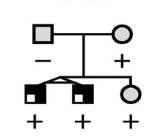 − +
+ + +